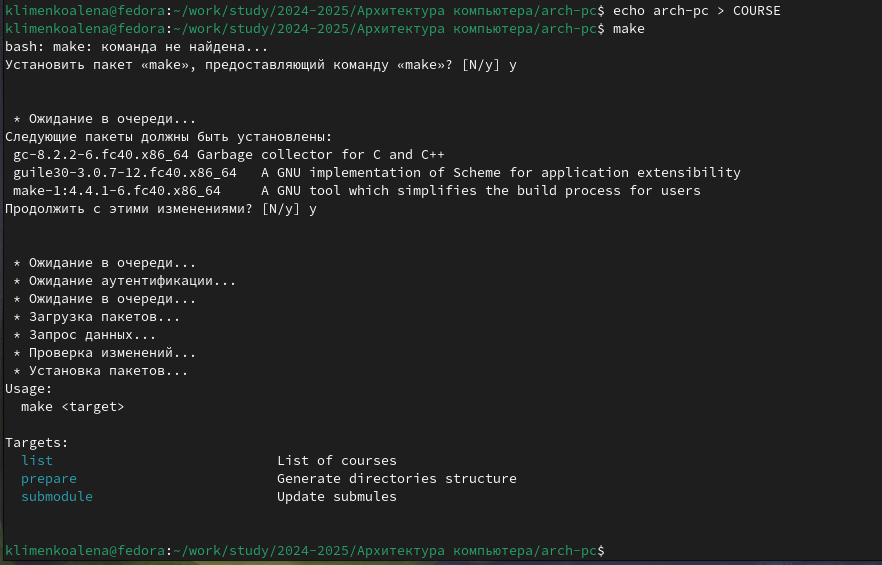 klimenkoalena@fedora:~/work/study/2024-2025/Архитектура компьютера/arch-pc$ echo arch-pc > COURSE
klimenkoalena@fedora:~/work/study/2024-2025/Архитектура компьютера/arch-pc$ make
bash: make: команда не найдена...
Установить пакет «make», предоставляющий команду «make»? [N/y] y
* Ожидание в очереди...
Следующие пакеты должны быть установлены:
gc-8.2.2-6.fc40.x86_64 Garbage collector for C and C++
guile30-3.0.7-12.fc40.x86_64 A GNU implementation of Scheme for application extensibility
make-1:4.4.1-6.fc40.x86_64 A GNU tool which simplifies the build process for users
Продолжить с этими изменениями? [N/y] y
* Ожидание в очереди...
* Ожидание аутентификации...
* Ожидание в очереди...
* Загрузка пакетов...
* Запрос данных...
* Проверка изменений...
* Установка пакетов...
Usage:
make <target>
Targets:
list List of courses
prepare Generate directories structure
submodule Update submules
klimenkoalena@fedora:~/work/study/2024-2025/Архитектура компьютера/arch-pc$